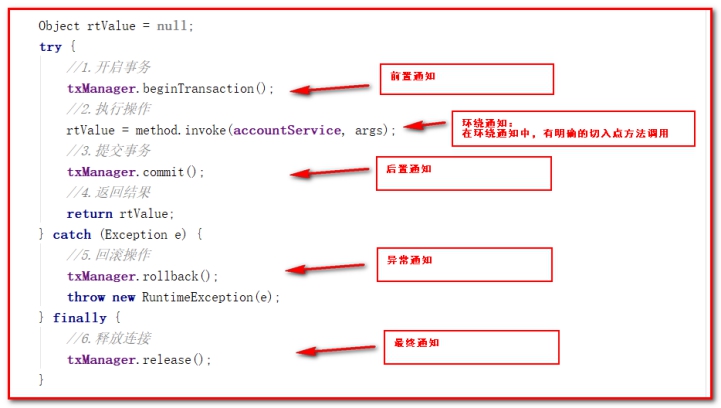 Object rtValue = null;
try {
//1.开启事务
txManager.beginTransaction();
前置通知
//2.执行操作
rtValue = method.invoke(accountService, args);
环绕通知：
在环绕通知中，有明确的切入点方法调用
//3.提交事务
txManager.commit();
后置通知
//4.返回结果
return rtValue;
} catch (Exception e) {
//5.回滚操作
txManager.rollback();
异常通知
throw new RuntimeException(e);
} finally {
//6.释放连接
txManager.release();
最终通知
}